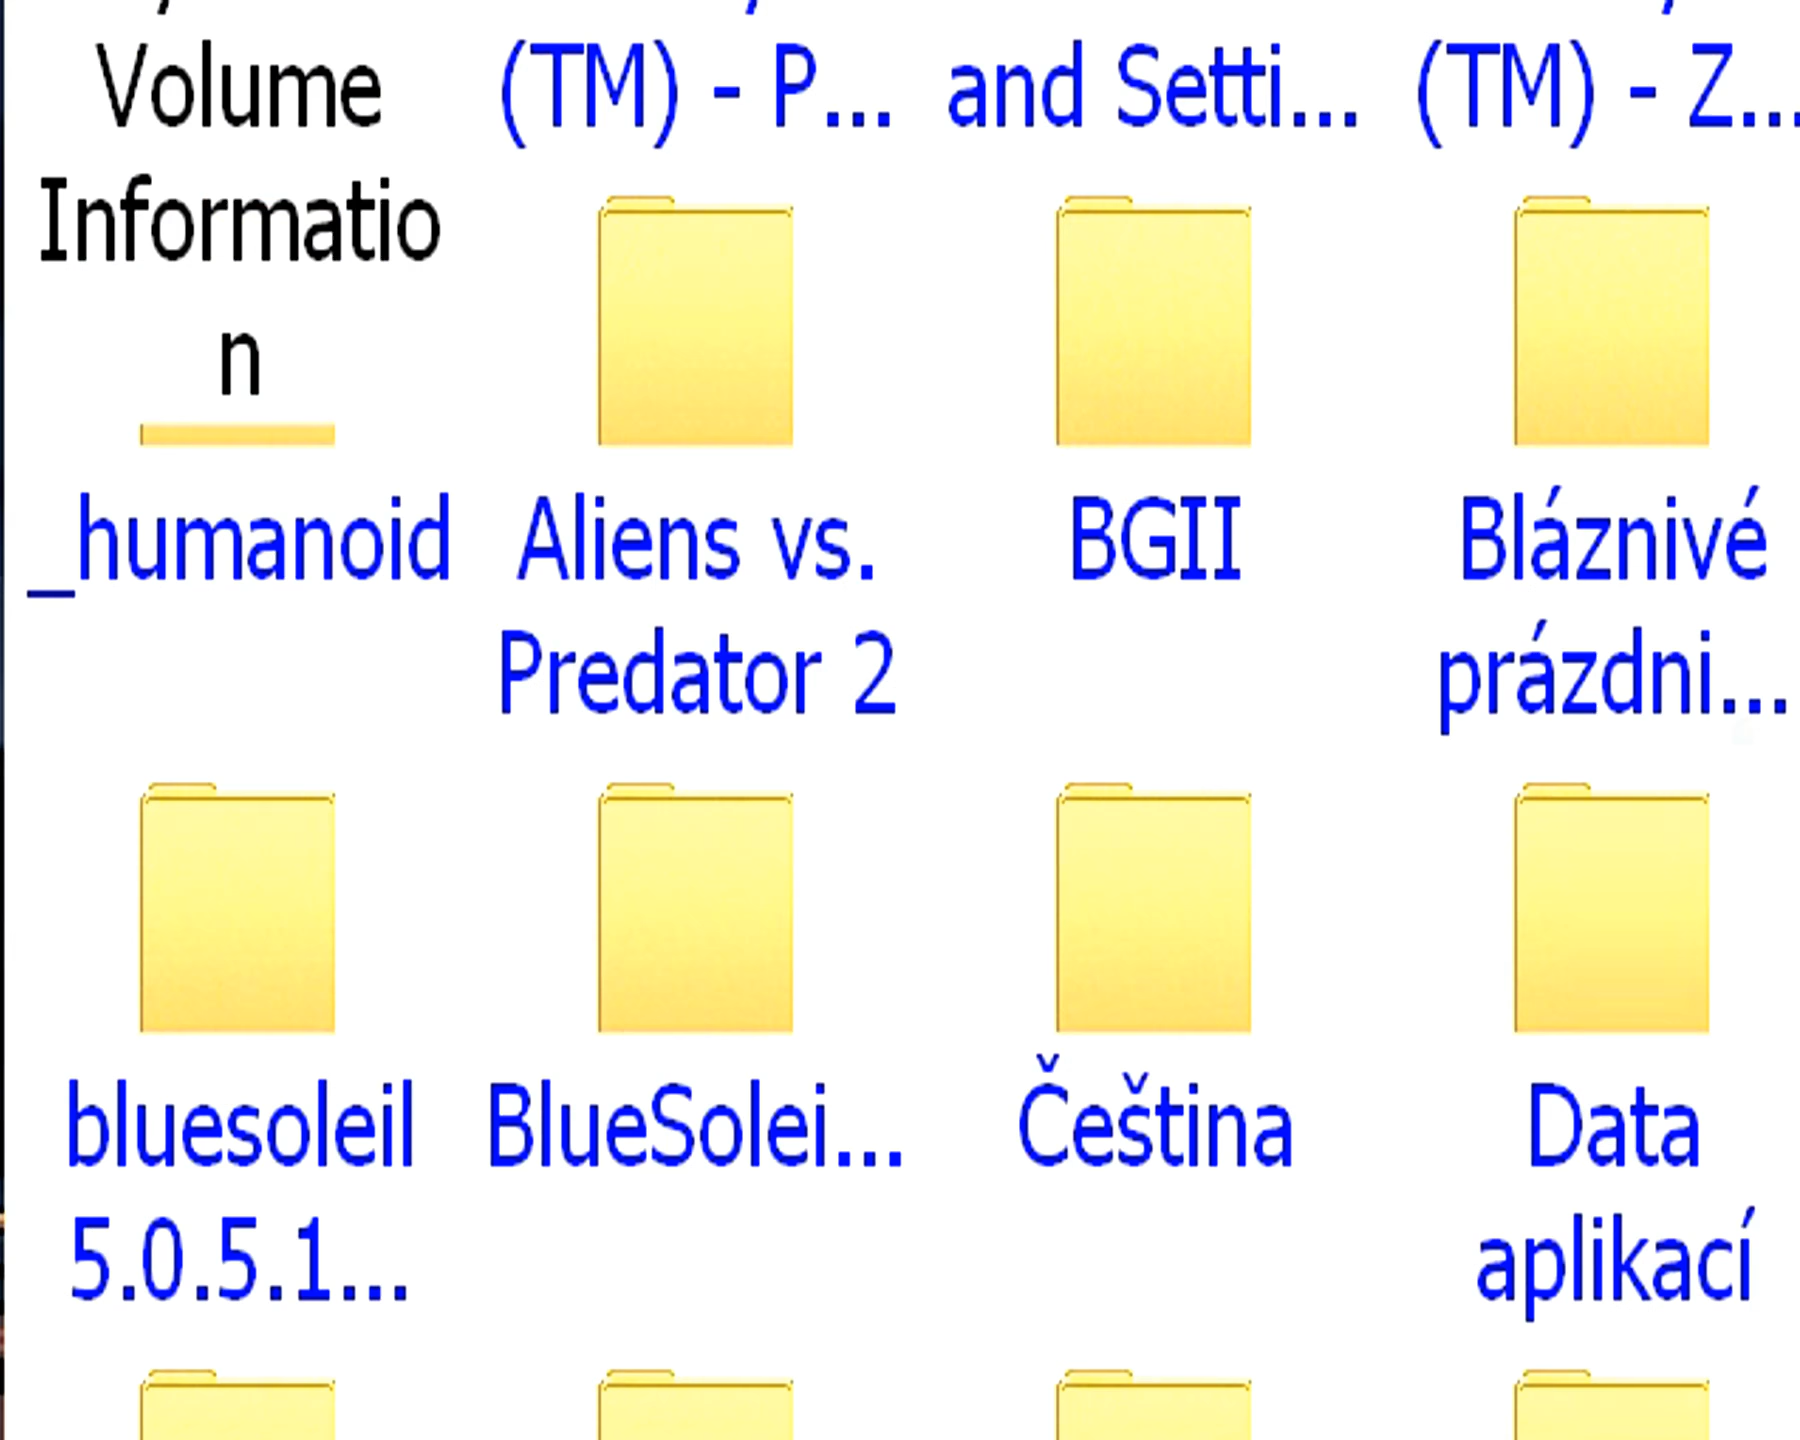 Volume
Informatio
n
(TM) - P...
and Setti...
(TM) - Z...
_humanoid
Aliens vs.
Predator 2
BGII
Bláznivé
prázdni...
bluesoleil
5.0.5.1...
BlueSolei...
Čeština
Data
aplikací